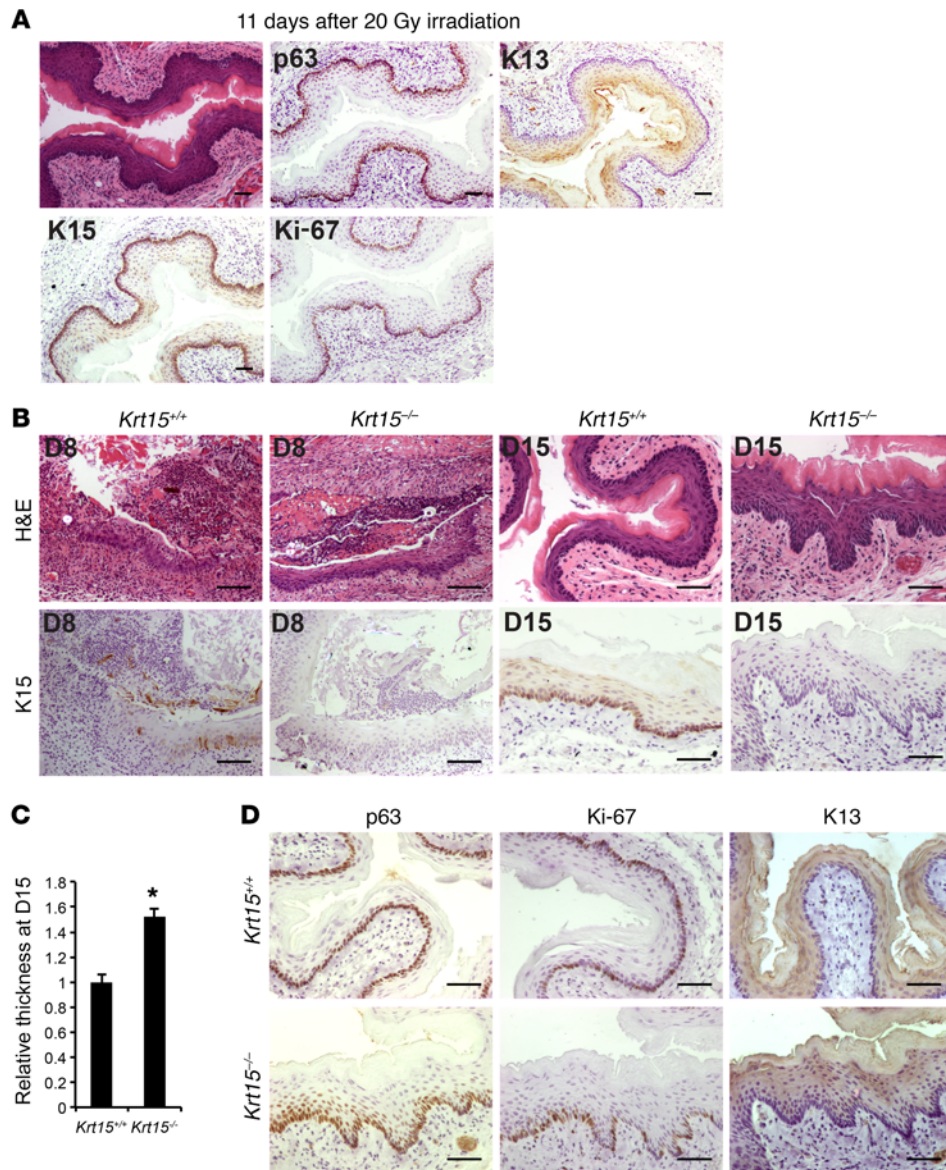 A
11 days after 20 Gy irradiation
p63
K13
K15
Ki-67
B
Krt15+/+
Krt15–/–
Krt15+/+
Krt15–/–
H&E
D8
D8
D15
D15
K15
D8
D8
D15
D15
C
Relative thickness at D15
1.8
1.6
1.4
1.2
1
0.8
0.6
0.4
0.2
0
*
Krt15+/+ Krt15-/-
D
p63
Ki-67
K13
Krt15+/+
Krt15–/–